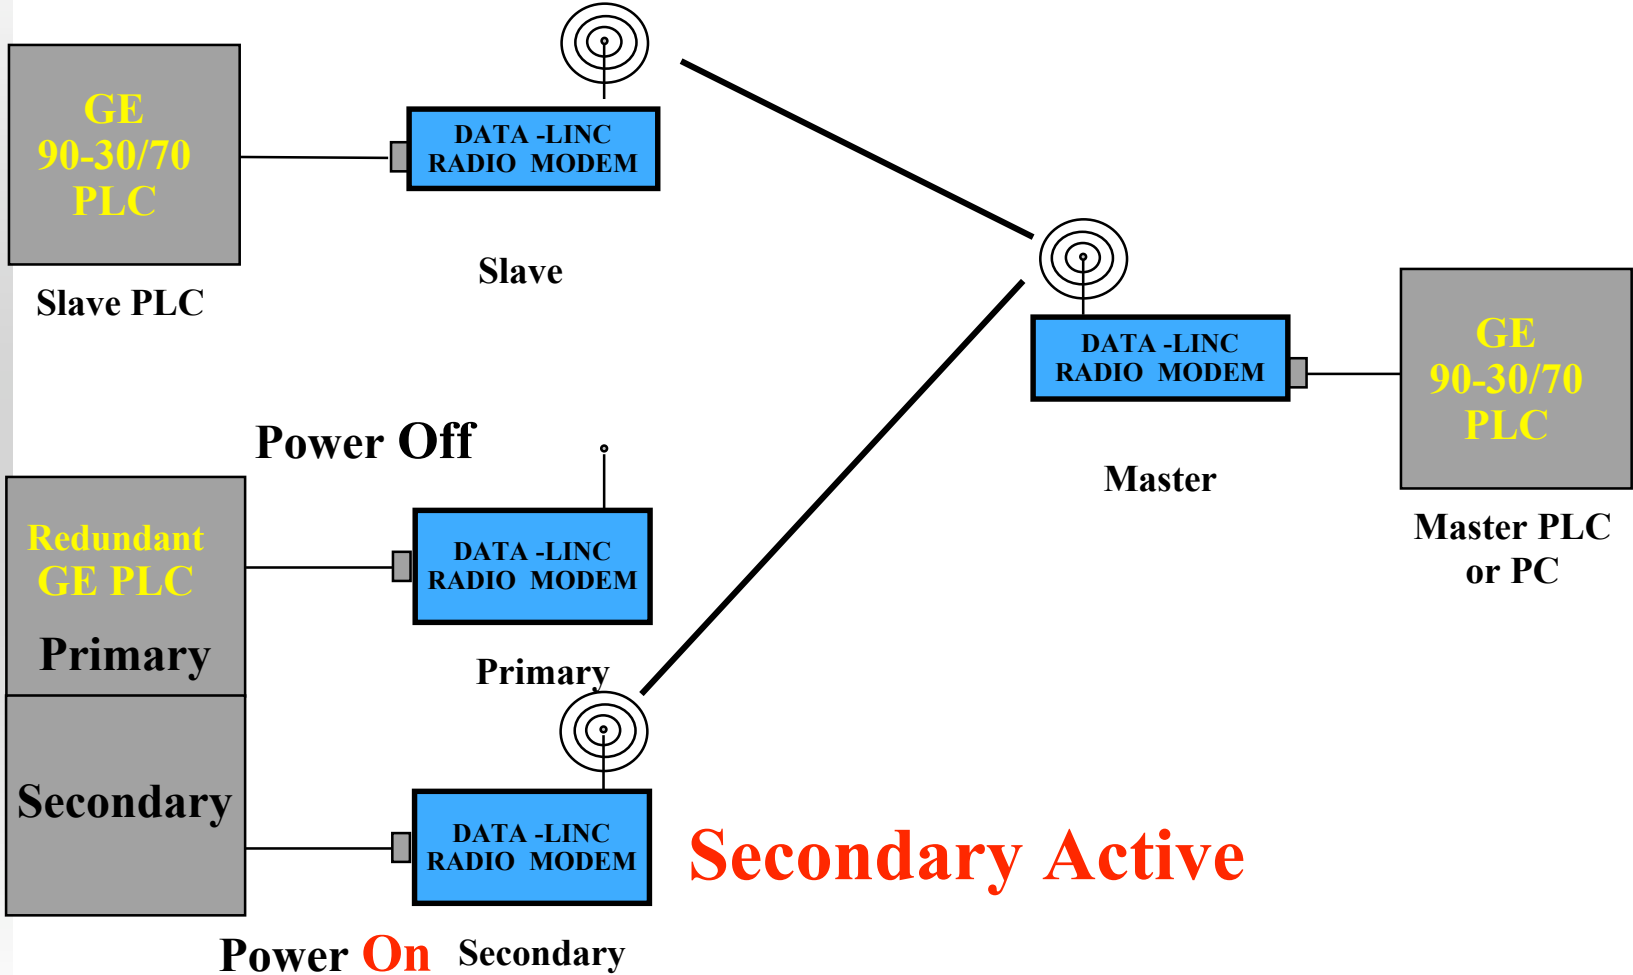 GE
90-30/70
PLC
Slave PLC
DATA -LINC
RADIO MODEM
Slave
DATA -LINC
RADIO MODEM
Master
GE
90-30/70
PLC
Master PLC
or PC
Power Off
Redundant
GE PLC
Primary
DATA -LINC
RADIO MODEM
Primary
Secondary
DATA -LINC
RADIO MODEM
Secondary Active
Power On
Secondary